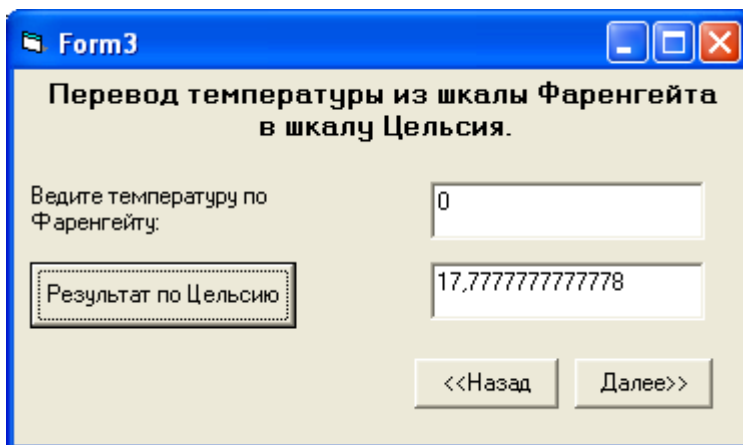 Form3
Перевод температуры из шкалы Фаренгейта
в шкалу Цельсия.
Ведите температуру по
Фаренгейту:
0
Результат по Цельсию
17,7777777777778
<<Назад
Далее>>